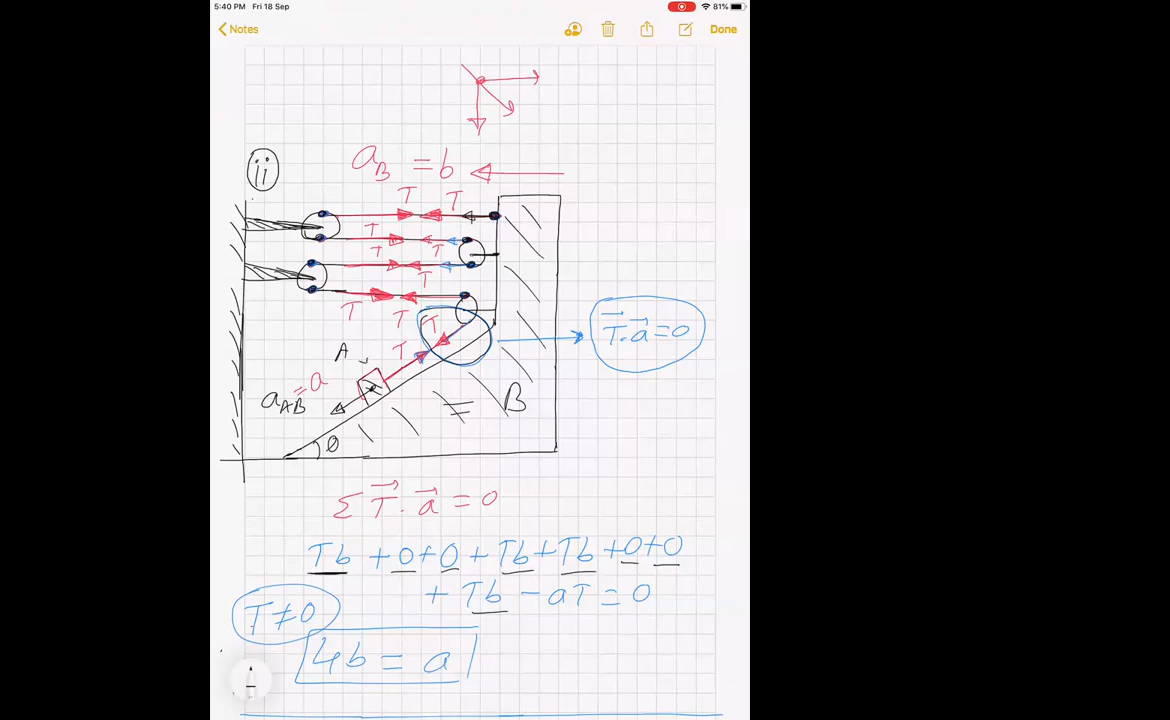 5:40 PM Fri 18 Sep
81%
Notes
Done
ii
a_B = b
T T
T
T T
T
T T T
T
A
a_AB = a
θ
B
T⃗.a⃗=0
Σ T⃗.a⃗ = 0
Tb + 0 + 0 + Tb + Tb + 0 + 0
+ Tb - aT = 0
T≠0
4b = a